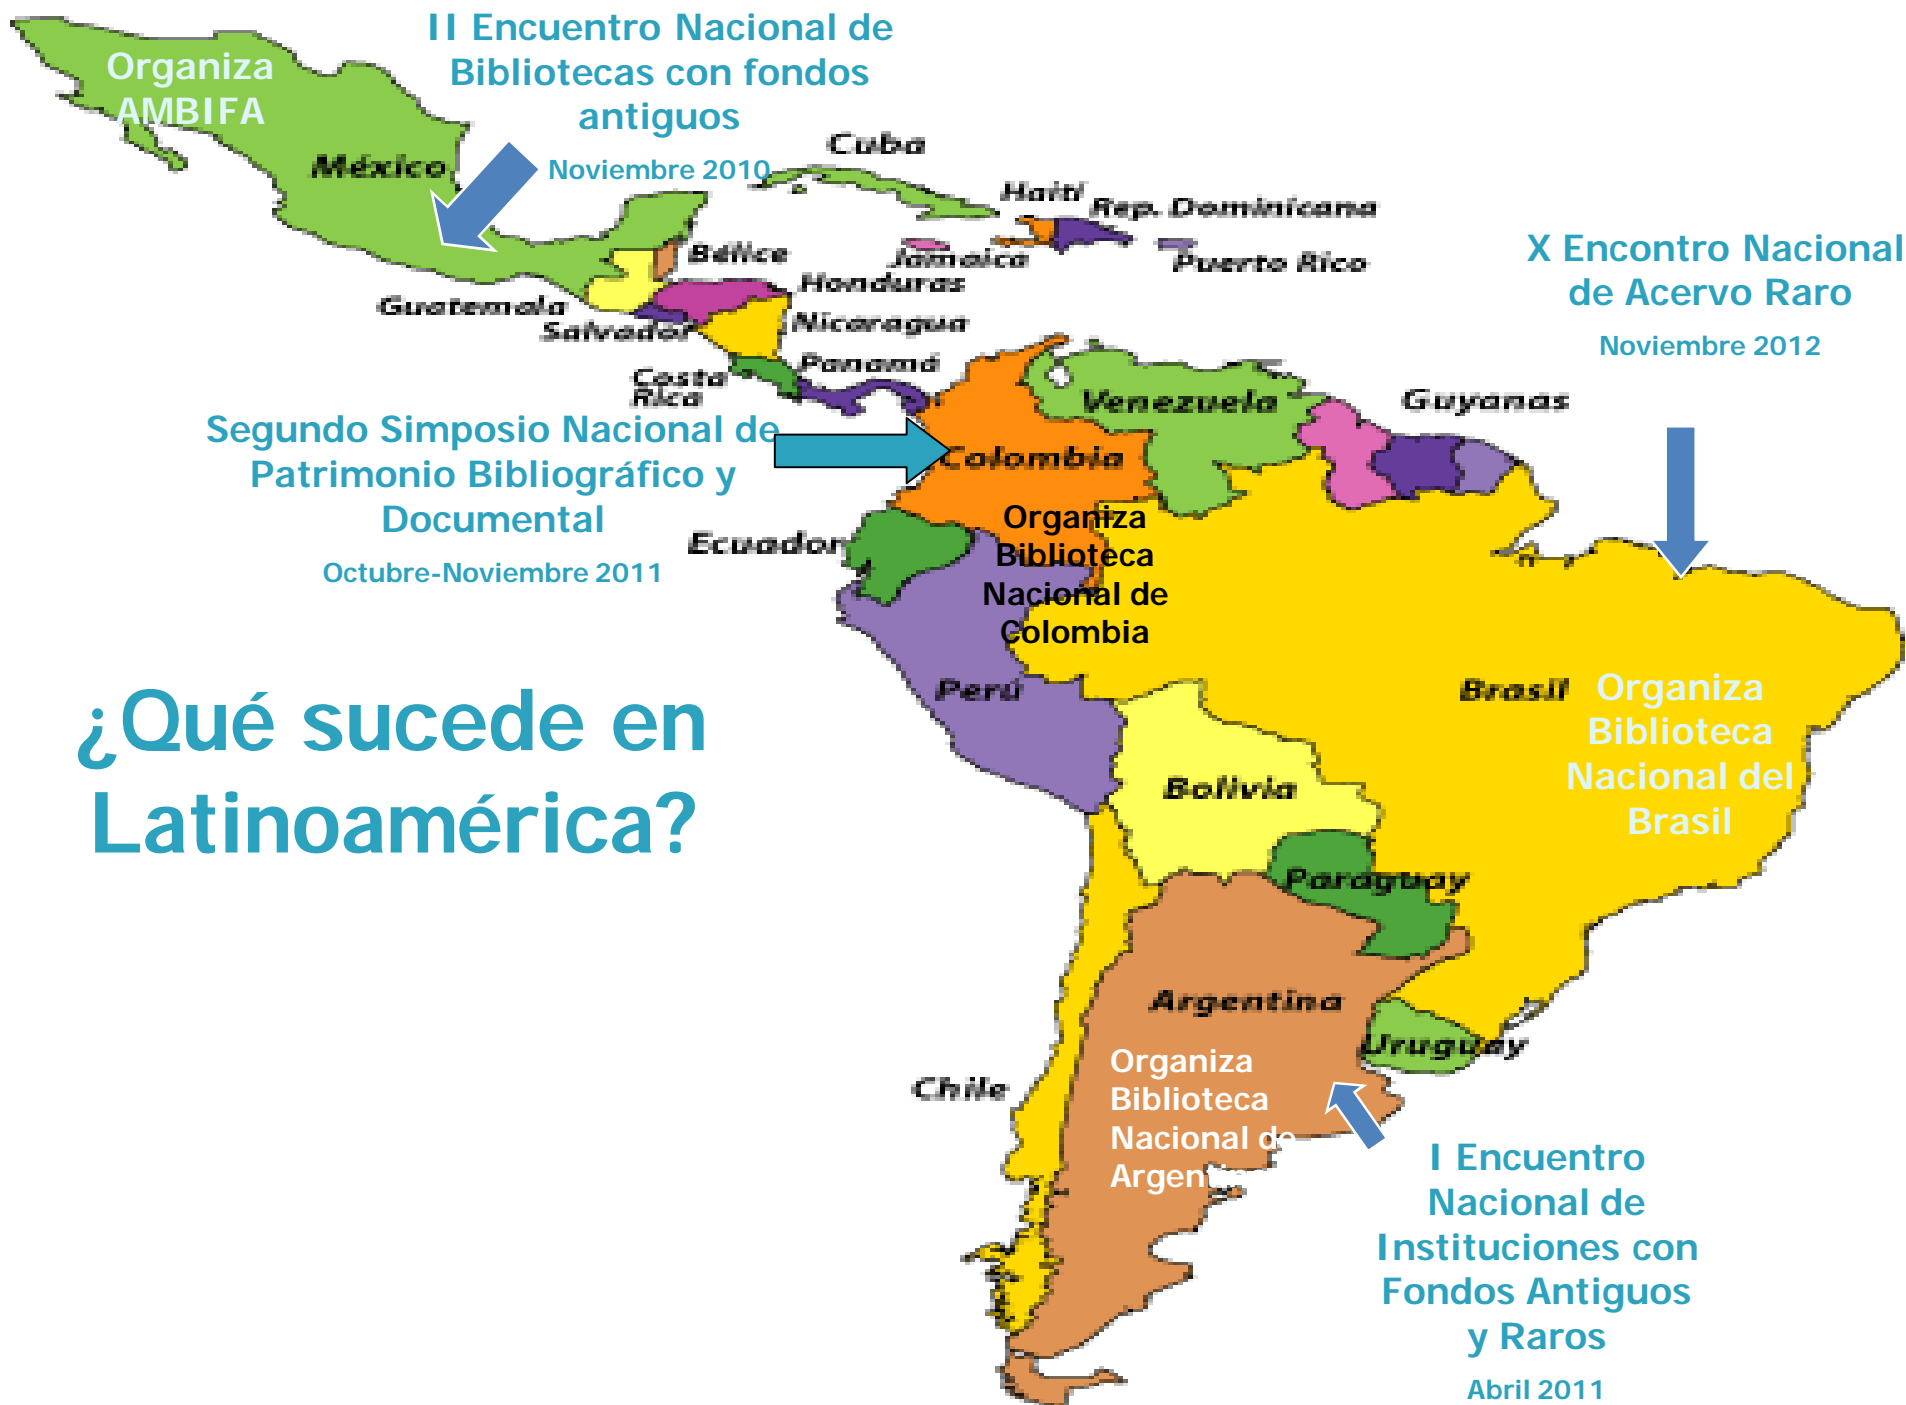 II Encuentro Nacional de
Bibliotecas con fondos
antiguos
Noviembre 2010
Organiza
AMBIFA
México
Cuba
Haití
Rep. Dominicana
Jamaica
Puerto Rico
Bélice
Honduras
Guatemala
Salvador
Nicaragua
Costa
Rica
Panamá
X Encontro Nacional
de Acervo Raro
Noviembre 2012
Venezuela
Guyanas
Segundo Simposio Nacional de
Patrimonio Bibliográfico y
Documental
Octubre-Noviembre 2011
Colombia
Organiza
Biblioteca
Nacional de
Colombia
Ecuador
Perú
Brasil
Organiza
Biblioteca
Nacional del
Brasil
¿Qué sucede en
Latinoamérica?
Bolivia
Paraguay
Argentina
Uruguay
Chile
Organiza
Biblioteca
Nacional de
I Encuentro
Nacional de
Instituciones con
Fondos Antiguos
y Raros
Abril 2011